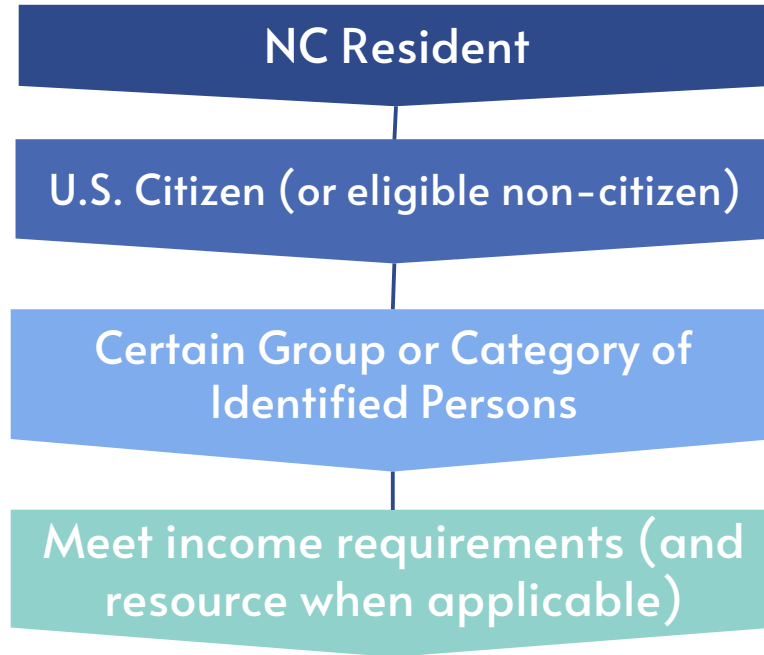 NC Resident
U.S. Citizen (or eligible non-citizen)
Certain Group or Category of
Identified Persons
Meet income requirements (and
resource when applicable)